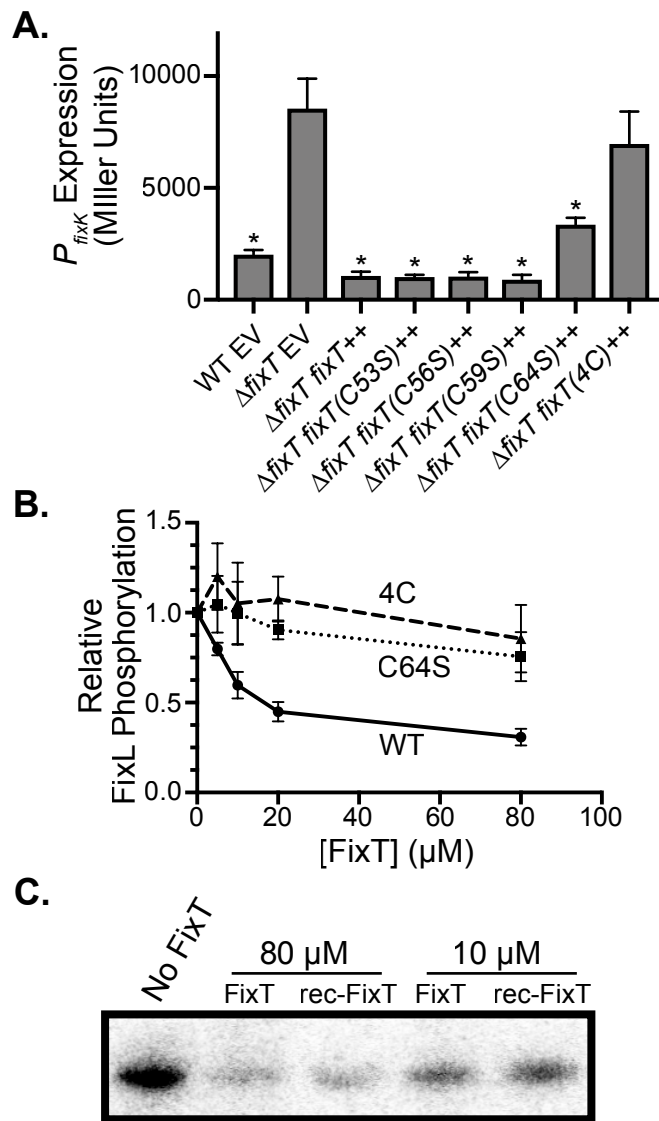 A.
P_fixK Expression
(MIller Units)
10000
5000
0
*
*
*
*
*
*
WT EV
ΔfixT EV
ΔfixT fixT++
ΔfixT fixT(C53S)++
ΔfixT fixT(C56S)++
ΔfixT fixT(C59S)++
ΔfixT fixT(C64S)++
ΔfixT fixT(4C)++
B.
Relative
FixL Phosphorylation
1.5
1.0
0.5
0.0
4C
C64S
WT
0 20 40 60 80 100
[FixT] (μM)
C.
No FixT
80 μM 10 μM
FixT rec-FixT FixT rec-FixT